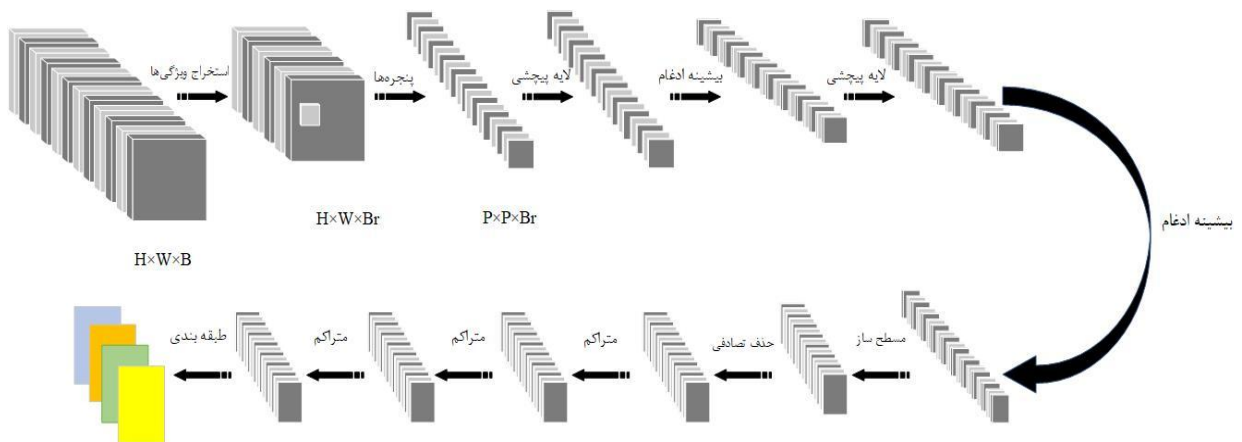 استخراج ویژگی‌ها
پنجره‌ها
لایه پیچشی
بیشینه ادغام
لایه پیچشی
H×W×B
H×W×Br
P×P×Br
بیشینه ادغام
مسطح ساز
حذف تصادفی
متراکم
متراکم
متراکم
طبقه بندی